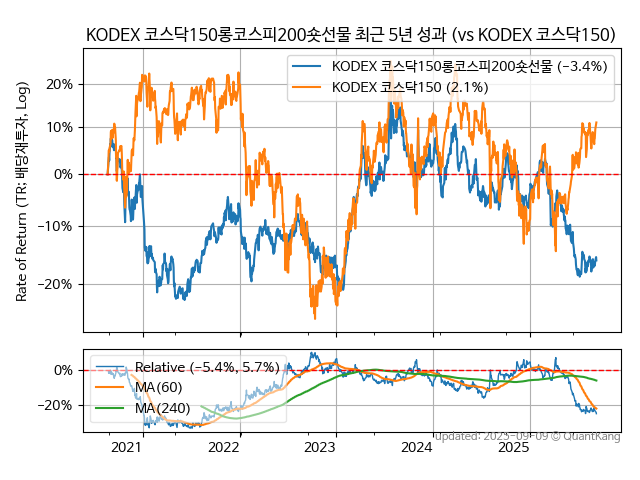 KODEX 코스닥150롱코스피200숏선물 최근 5년 성과 (vs KODEX 코스닥150)
Rate of Return (TR: 배당재투자, Log)
KODEX 코스닥150롱코스피200숏선물 (−3.4%)
KODEX 코스닥150 (2.1%)
20%
10%
0%
−10%
−20%
Relative (−5.4%, 5.7%)
MA(60)
MA(240)
0%
−20%
2021 2022 2023 2024 2025
Updated: 2025-09-09 © QuantKang